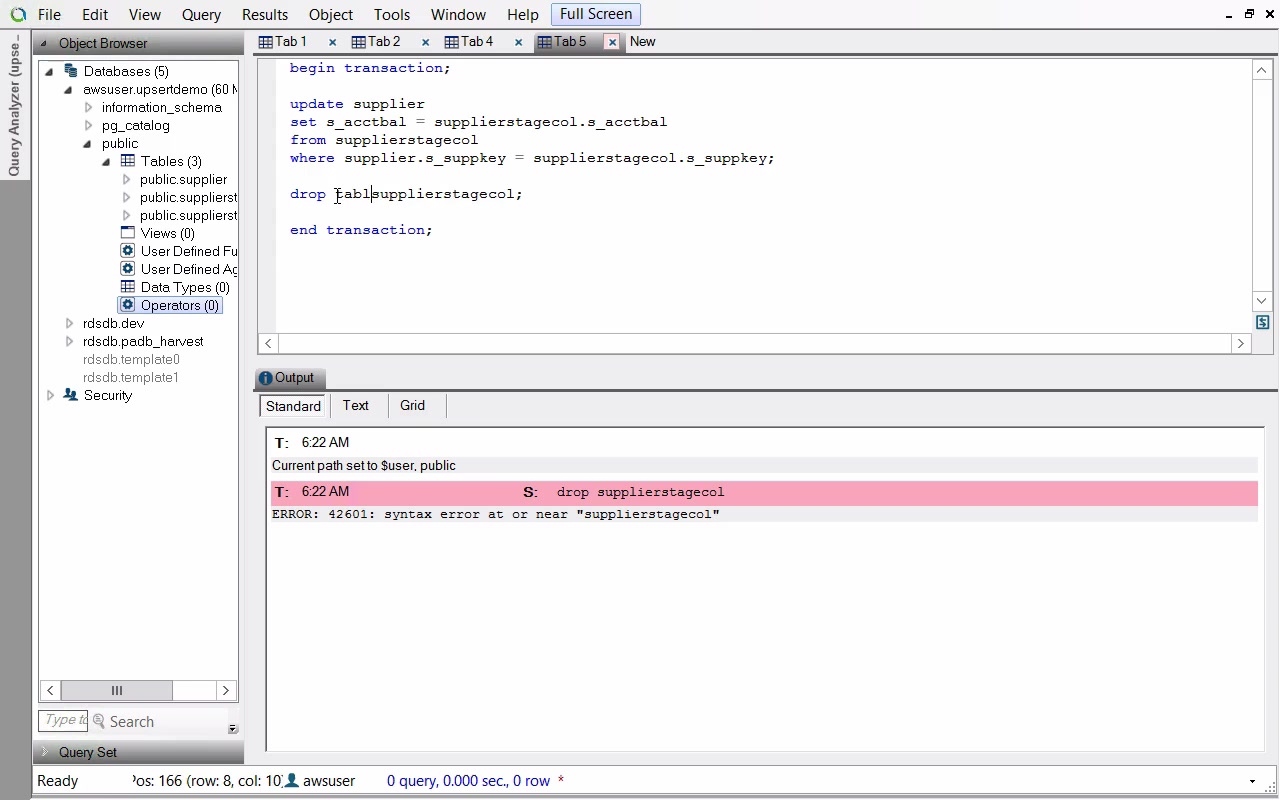 File Edit View Query Results Object Tools Window Help Full Screen
Query Analyzer (upse...
Object Browser
Tab 1 Tab 2 Tab 4 Tab 5 New
Databases (5)
awsuser.upsertdemo (60 M
information_schema
pg_catalog
public
Tables (3)
public.supplier
public.supplierst
public.supplierst
Views (0)
User Defined Fu
User Defined Ag
Data Types (0)
Operators (0)
rdsdb.dev
rdsdb.padb_harvest
rdsdb.template0
rdsdb.template1
Security
Type to Search
Query Set
begin transaction;
update supplier
set s_acctbal = supplierstagecol.s_acctbal
from supplierstagecol
where supplier.s_suppkey = supplierstagecol.s_suppkey;
drop tablsupplierstagecol;
end transaction;
Output
Standard Text Grid
T: 6:22 AM
Current path set to $user, public
T: 6:22 AM S: drop supplierstagecol
ERROR: 42601: syntax error at or near "supplierstagecol"
Ready Pos: 166 (row: 8, col: 10) awsuser 0 query, 0.000 sec., 0 row *